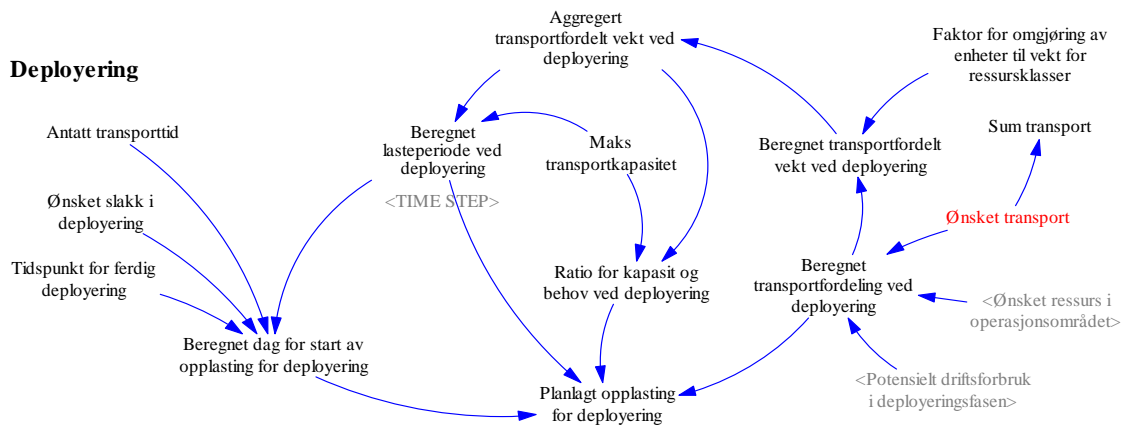 Deployering
Aggregert
transportfordelt vekt ved
deployering
Faktor for omgjøring av
enheter til vekt for
ressursklasser
Antatt transporttid
Beregnet
lasteperiode ved
deployering
<TIME STEP>
Maks
transportkapasitet
Beregnet transportfordelt
vekt ved deployering
Sum transport
Ønsket slakk i
deployering
Ønsket transport
Tidspunkt for ferdig
deployering
Ratio for kapasit og
behov ved deployering
Beregnet
transportfordeling ved
deployering
<Ønsket ressurs i
operasjonsområdet>
Beregnet dag for start av
opplasting for deployering
Planlagt opplasting
for deployering
<Potensielt driftsforbruk
i deployeringsfasen>